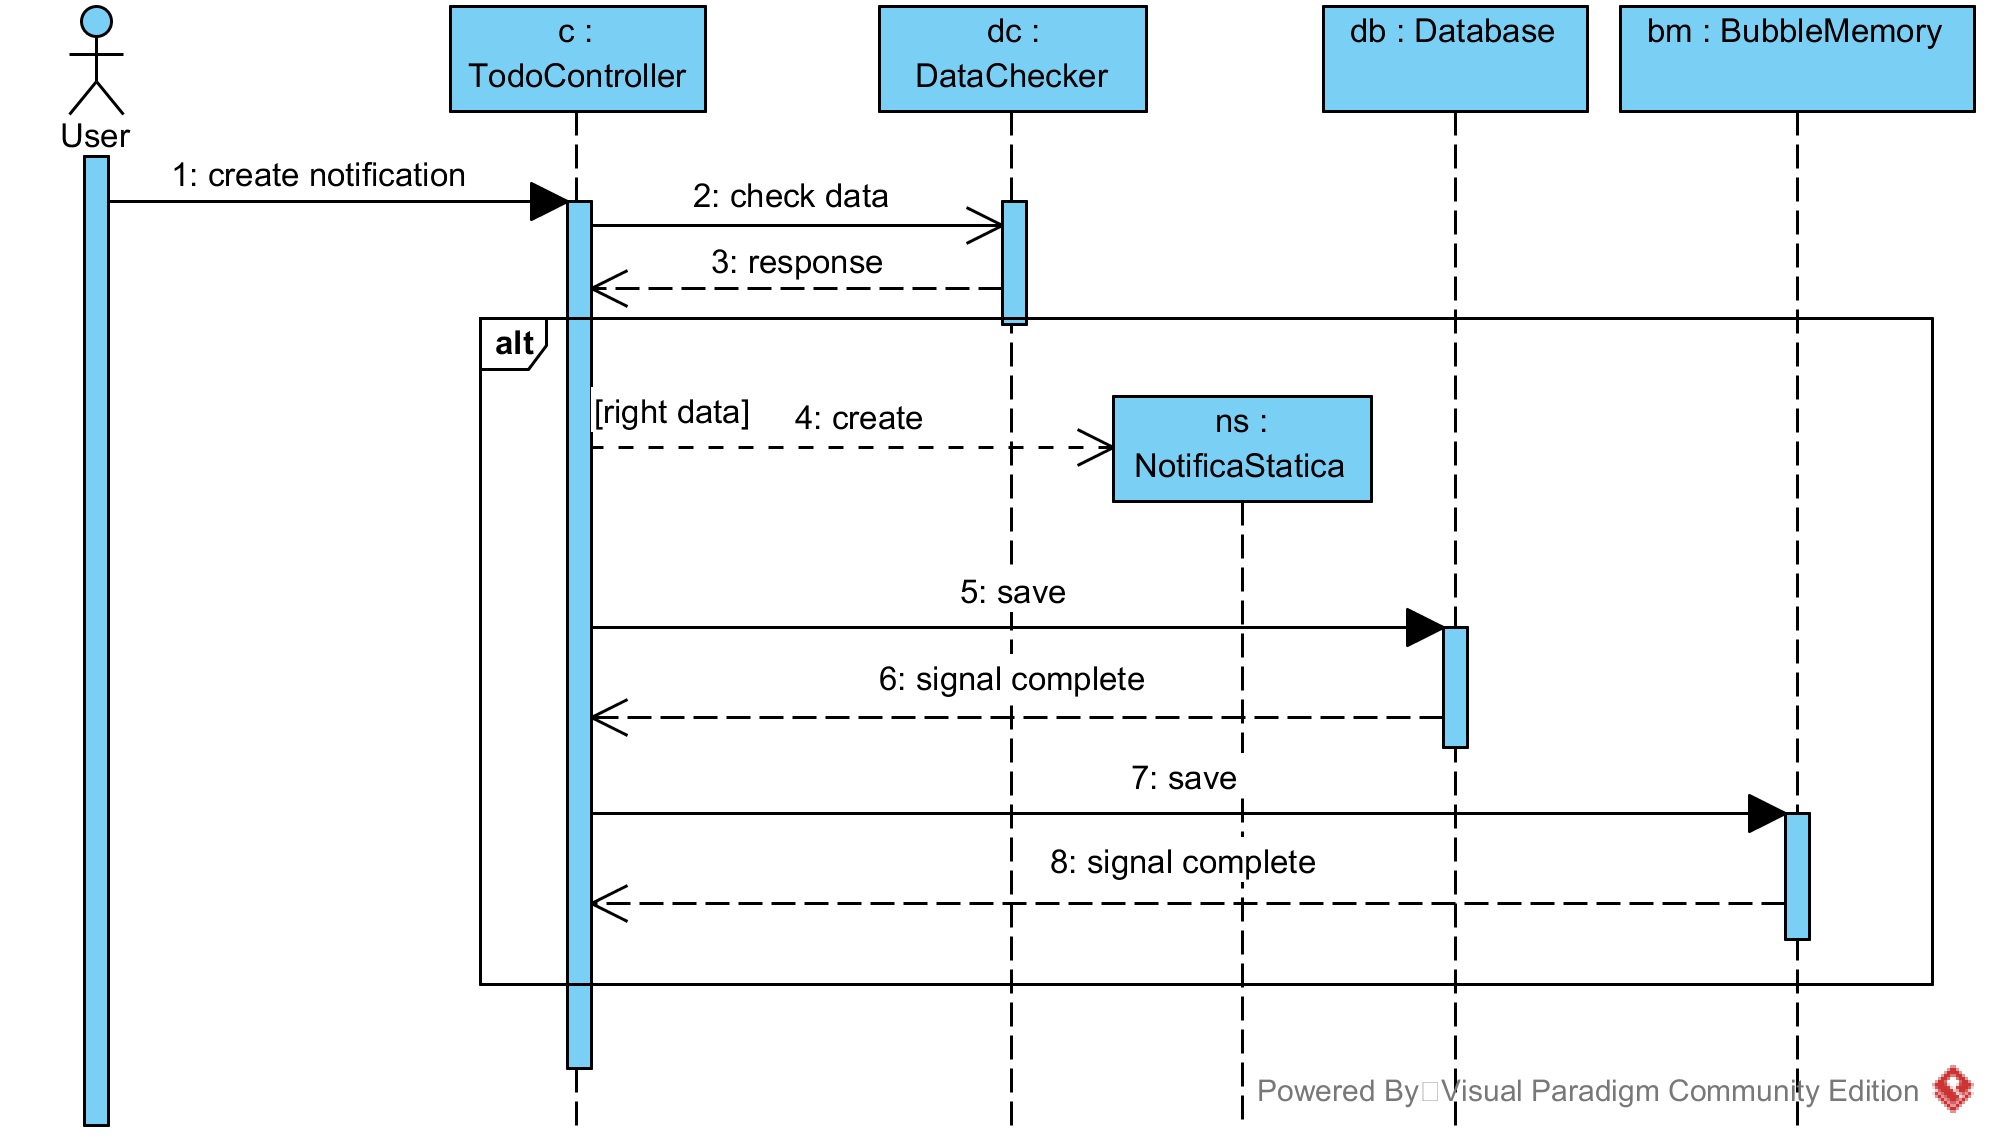 User
c :
TodoController
dc :
DataChecker
db : Database
bm : BubbleMemory
1: create notification
2: check data
3: response
alt
[right data]
4: create
ns :
NotificaStatica
5: save
6: signal complete
7: save
8: signal complete
Powered By Visual Paradigm Community Edition